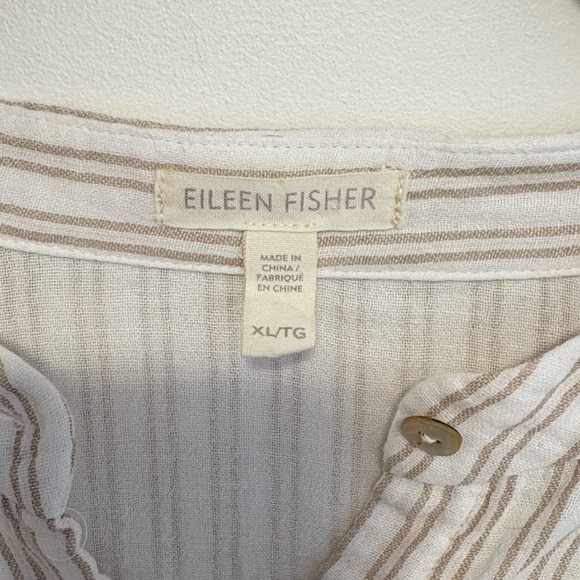 EILEEN FISHER
MADE IN
CHINA /
FABRIQUÉ
EN CHINE
XL/TG